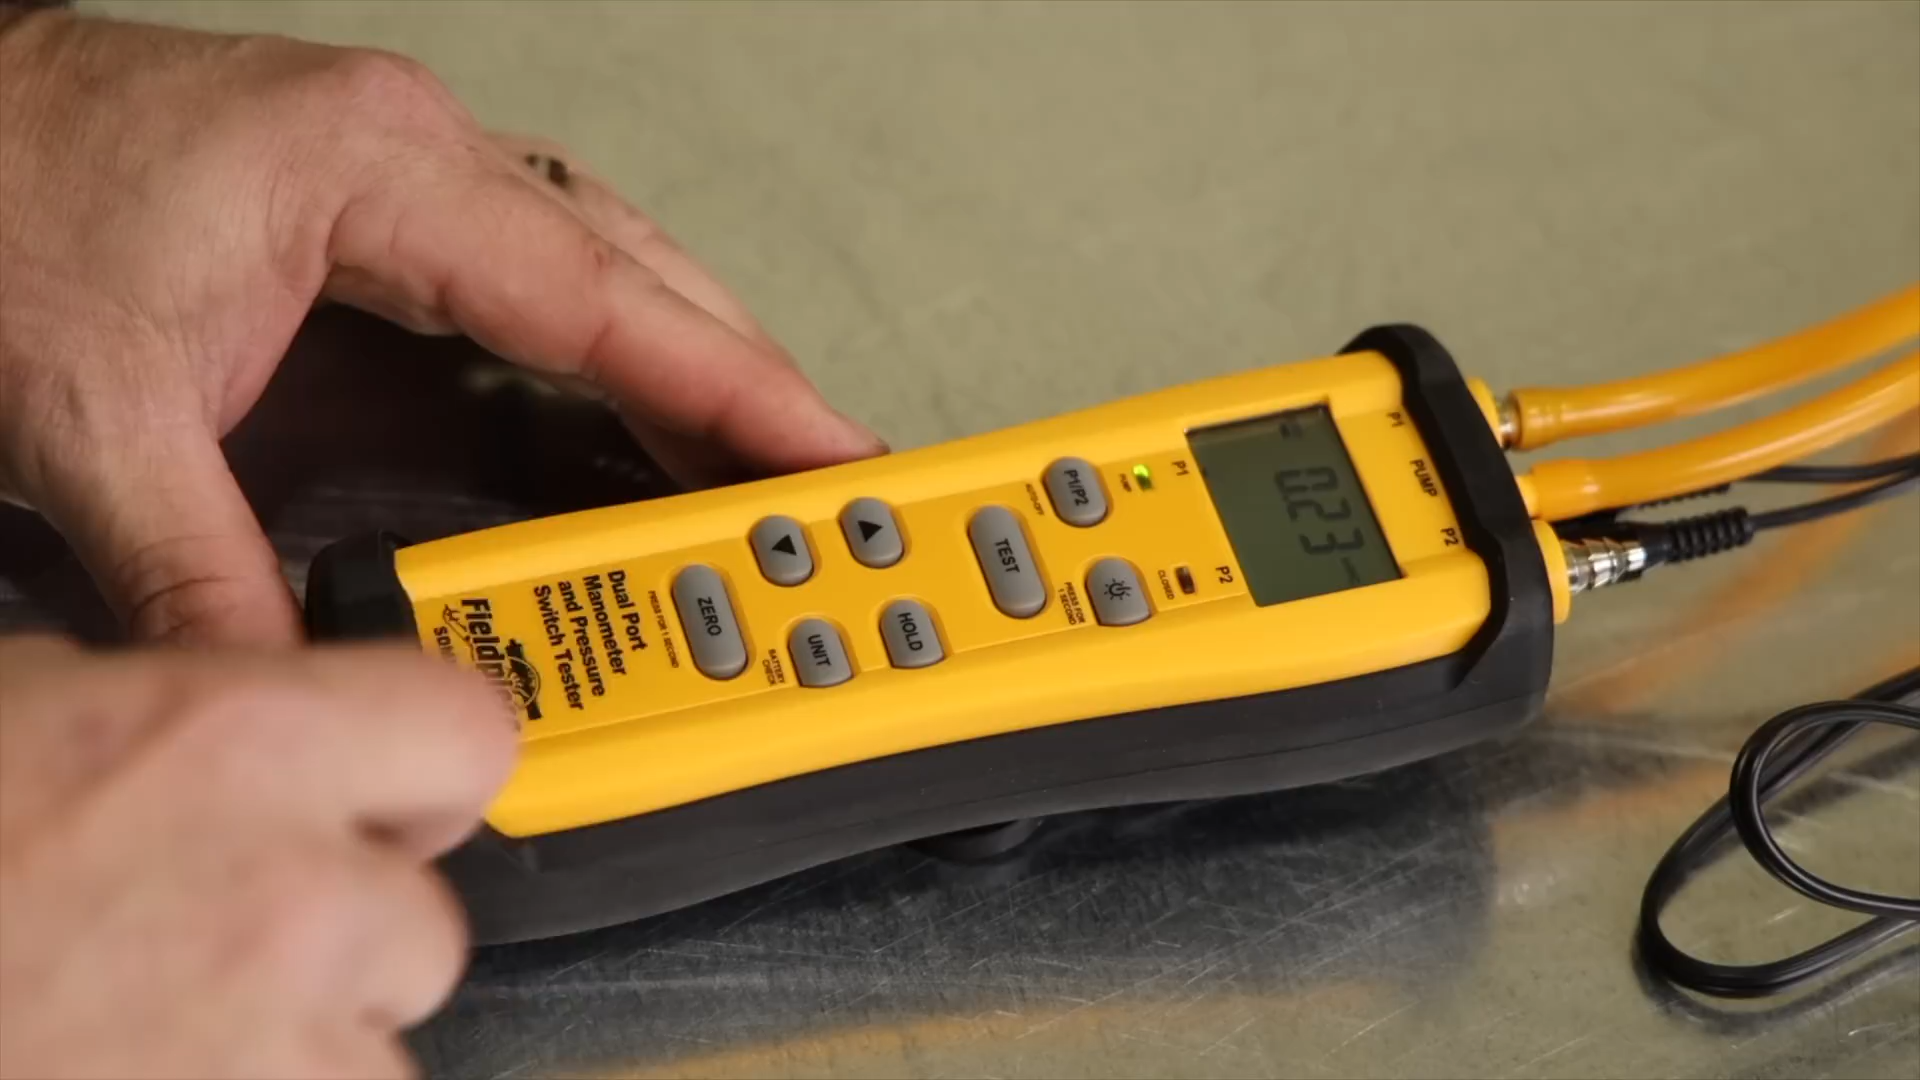 P1
PUMP
P2
P1
P2
0.23
P1/P2
AUTO-OFF
PUMP
TEST
PRESS FOR
1 SECOND
CLOSED
▲
▼
HOLD
UNIT
BATTERY
CHECK
ZERO
PRESS FOR 1 SECOND
Dual Port
Manometer
and Pressure
Switch Tester